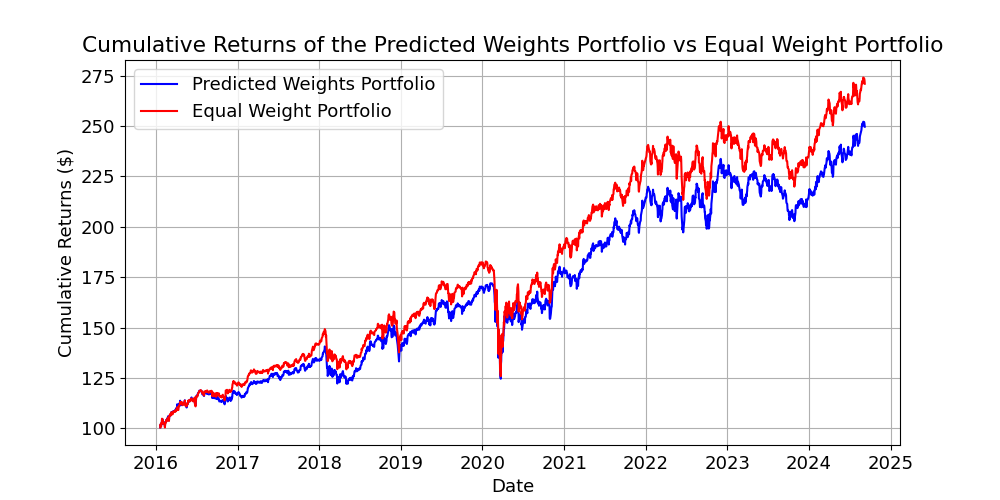 Cumulative Returns of the Predicted Weights Portfolio vs Equal Weight Portfolio
Predicted Weights Portfolio
Equal Weight Portfolio
Cumulative Returns ($)
275
250
225
200
175
150
125
100
2016 2017 2018 2019 2020 2021 2022 2023 2024 2025
Date